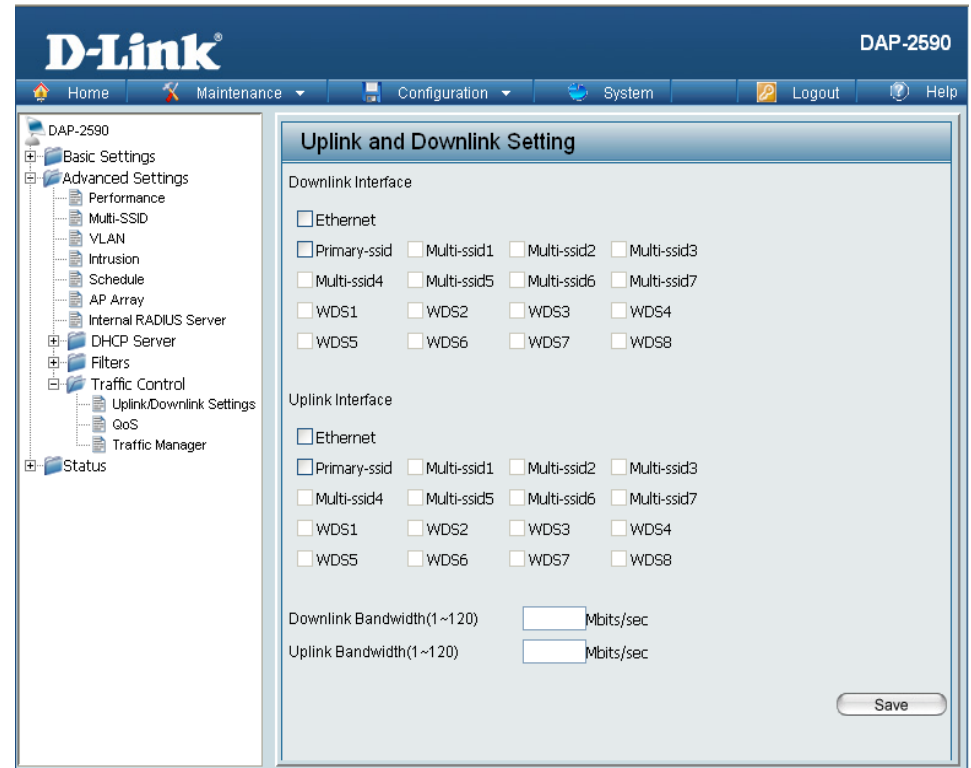 D-Link®
DAP-2590
Home Maintenance Configuration System Logout Help
DAP-2590
Basic Settings
Advanced Settings
Performance
Multi-SSID
VLAN
Intrusion
Schedule
AP Array
Internal RADIUS Server
DHCP Server
Filters
Traffic Control
Uplink/Downlink Settings
QoS
Traffic Manager
Status
Uplink and Downlink Setting
Downlink Interface
Ethernet
Primary-ssid Multi-ssid1 Multi-ssid2 Multi-ssid3
Multi-ssid4 Multi-ssid5 Multi-ssid6 Multi-ssid7
WDS1 WDS2 WDS3 WDS4
WDS5 WDS6 WDS7 WDS8
Uplink Interface
Ethernet
Primary-ssid Multi-ssid1 Multi-ssid2 Multi-ssid3
Multi-ssid4 Multi-ssid5 Multi-ssid6 Multi-ssid7
WDS1 WDS2 WDS3 WDS4
WDS5 WDS6 WDS7 WDS8
Downlink Bandwidth(1~120) Mbits/sec
Uplink Bandwidth(1~120) Mbits/sec
Save